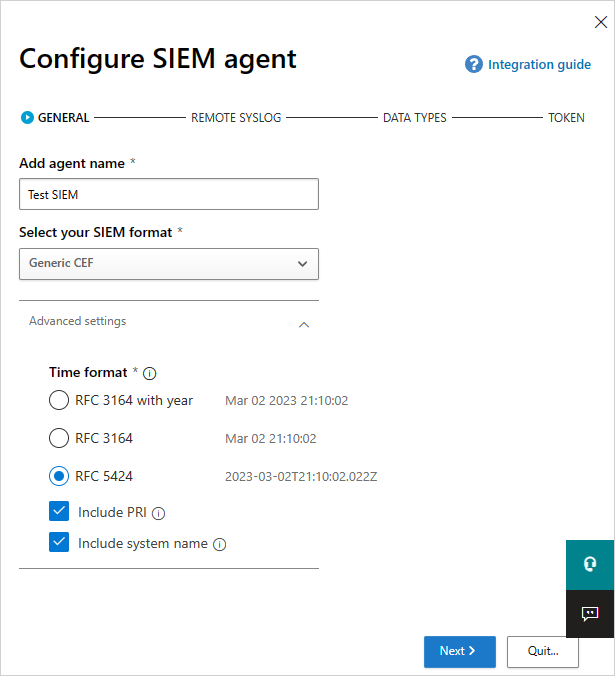 Configure SIEM agent
Integration guide
GENERAL REMOTE SYSLOG DATA TYPES TOKEN
Add agent name *
Test SIEM
Select your SIEM format *
Generic CEF
Advanced settings
Time format *
RFC 3164 with year Mar 02 2023 21:10:02
RFC 3164 Mar 02 21:10:02
RFC 5424 2023-03-02T21:10:02.022Z
Include PRI
Include system name
Next Quit...